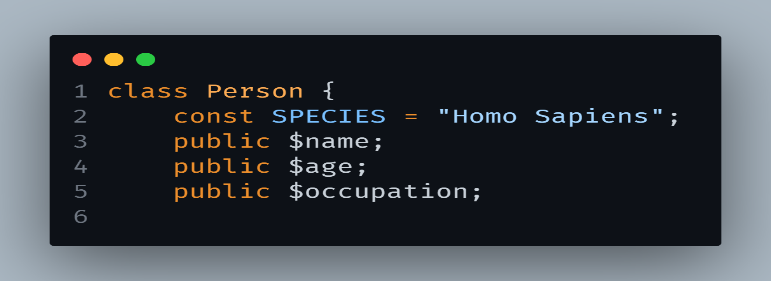 1 class Person {
2     const SPECIES = "Homo Sapiens";
3     public $name;
4     public $age;
5     public $occupation;
6